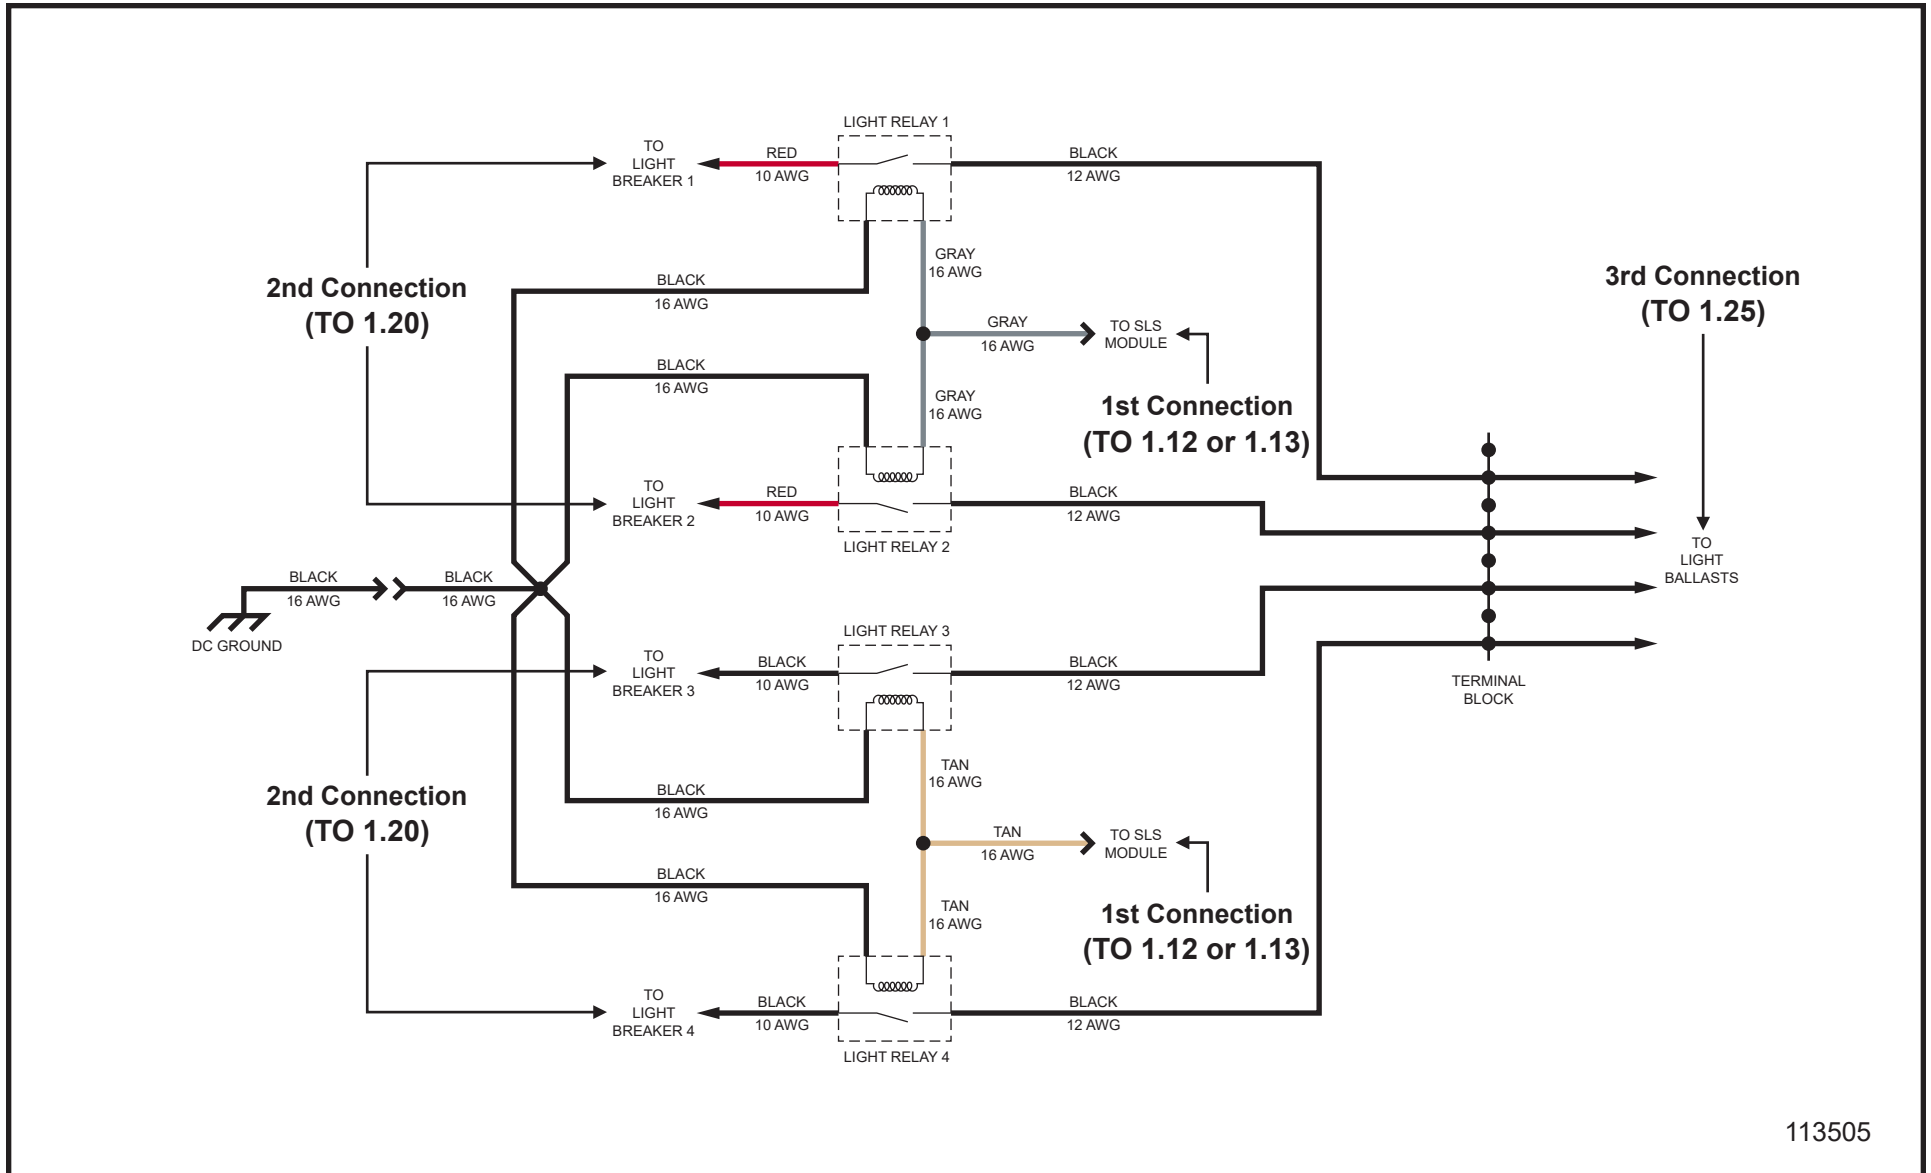 LIGHT RELAY 1
TO
LIGHT
BREAKER 1
RED
10 AWG
BLACK
12 AWG
GRAY
16 AWG
BLACK
16 AWG
2nd Connection
(TO 1.20)
3rd Connection
(TO 1.25)
GRAY
16 AWG
TO SLS
MODULE
BLACK
16 AWG
GRAY
16 AWG
1st Connection
(TO 1.12 or 1.13)
TO
LIGHT
BREAKER 2
RED
10 AWG
BLACK
12 AWG
LIGHT RELAY 2
TO
LIGHT
BALLASTS
BLACK
16 AWG
BLACK
16 AWG
DC GROUND
LIGHT RELAY 3
TO
LIGHT
BREAKER 3
BLACK
10 AWG
BLACK
12 AWG
TERMINAL
BLOCK
TAN
16 AWG
BLACK
16 AWG
2nd Connection
(TO 1.20)
TAN
16 AWG
TO SLS
MODULE
BLACK
16 AWG
TAN
16 AWG
1st Connection
(TO 1.12 or 1.13)
TO
LIGHT
BREAKER 4
BLACK
10 AWG
BLACK
12 AWG
LIGHT RELAY 4
113505